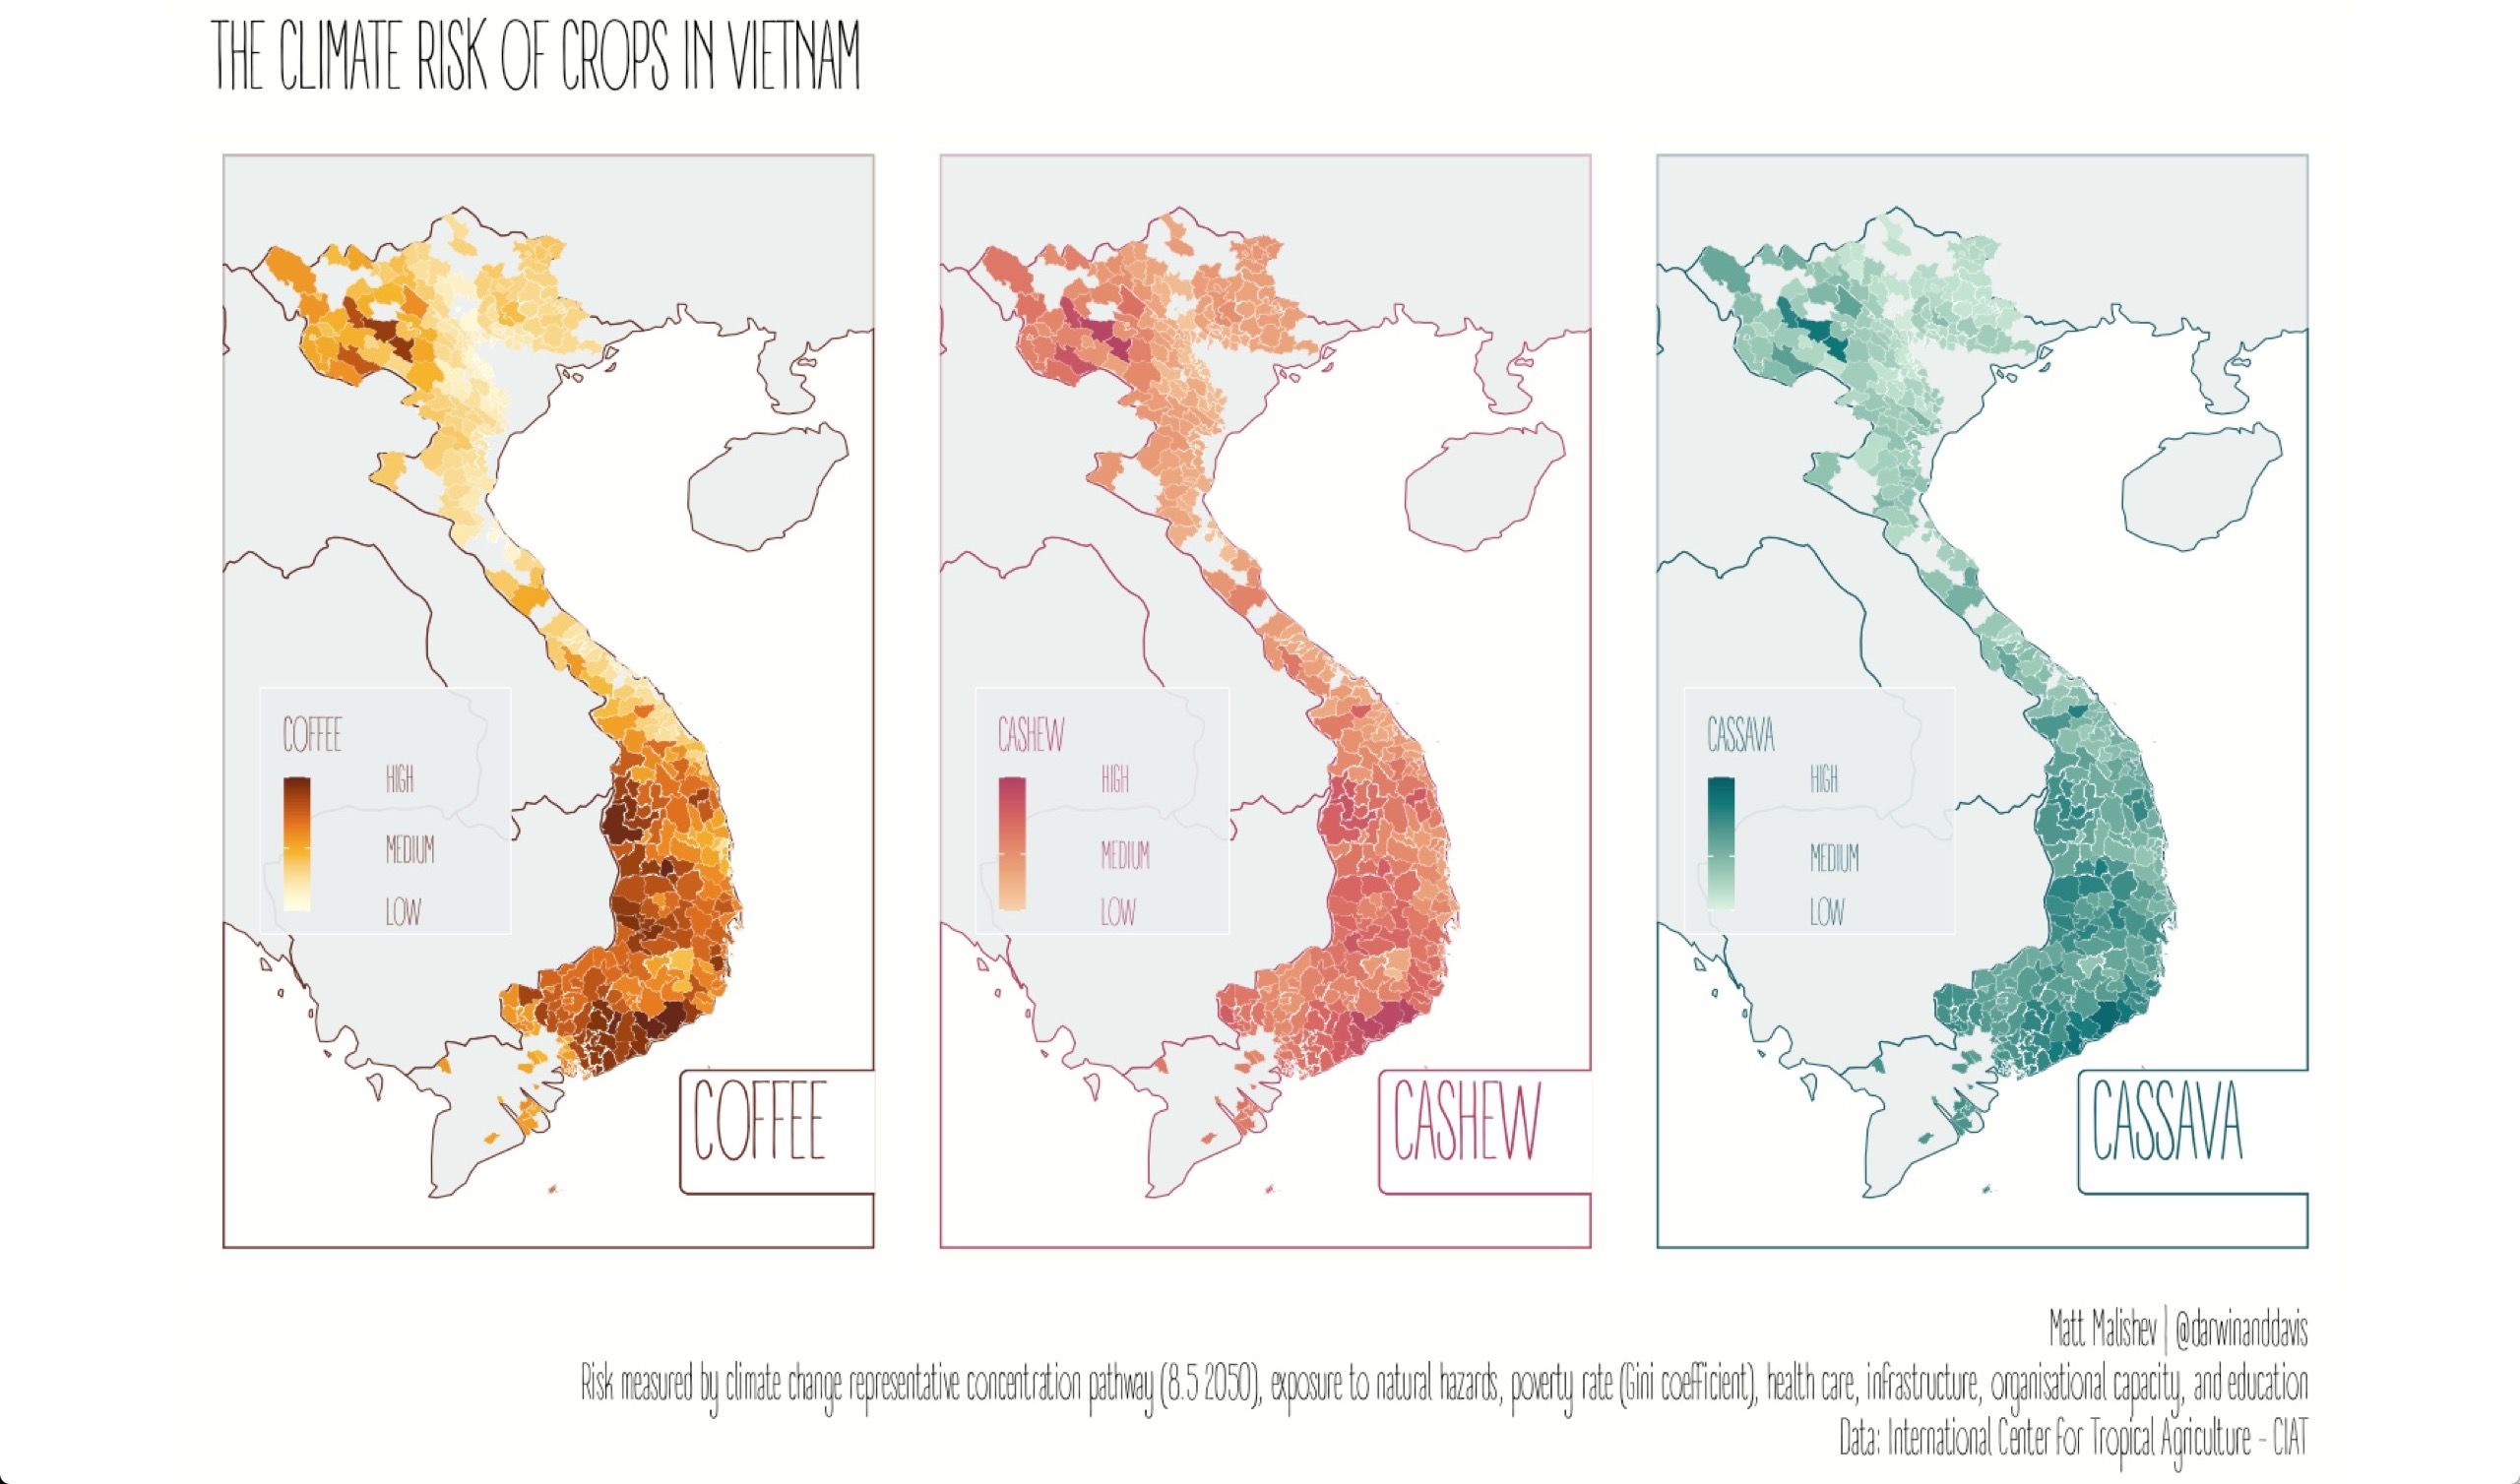 THE CLIMATE RISK OF CROPS IN VIETNAM
COFFEE
HIGH
MEDIUM
LOW
COFFEE
CASHEW
HIGH
MEDIUM
LOW
CASHEW
CASSAVA
HIGH
MEDIUM
LOW
CASSAVA
Matt Malishev | @darwinanddavis
Risk measured by climate change representative concentration pathway (8.5 2050), exposure to natural hazards, poverty rate (Gini coefficient), health care, infrastructure, organisational capacity, and education
Data: International Center for Tropical Agriculture - CIAT